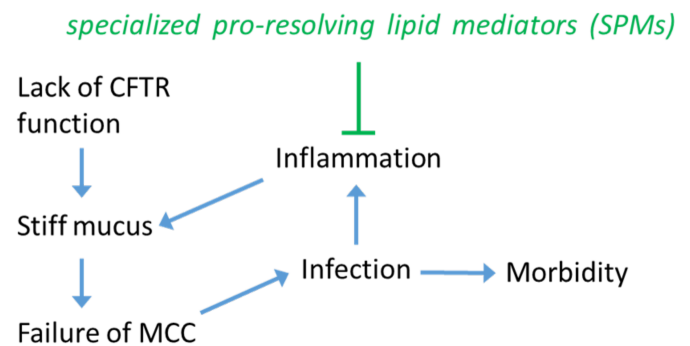 specialized pro-resolving lipid mediators (SPMs)
Lack of CFTR
function
Inflammation
Stiff mucus
Infection
Morbidity
Failure of MCC